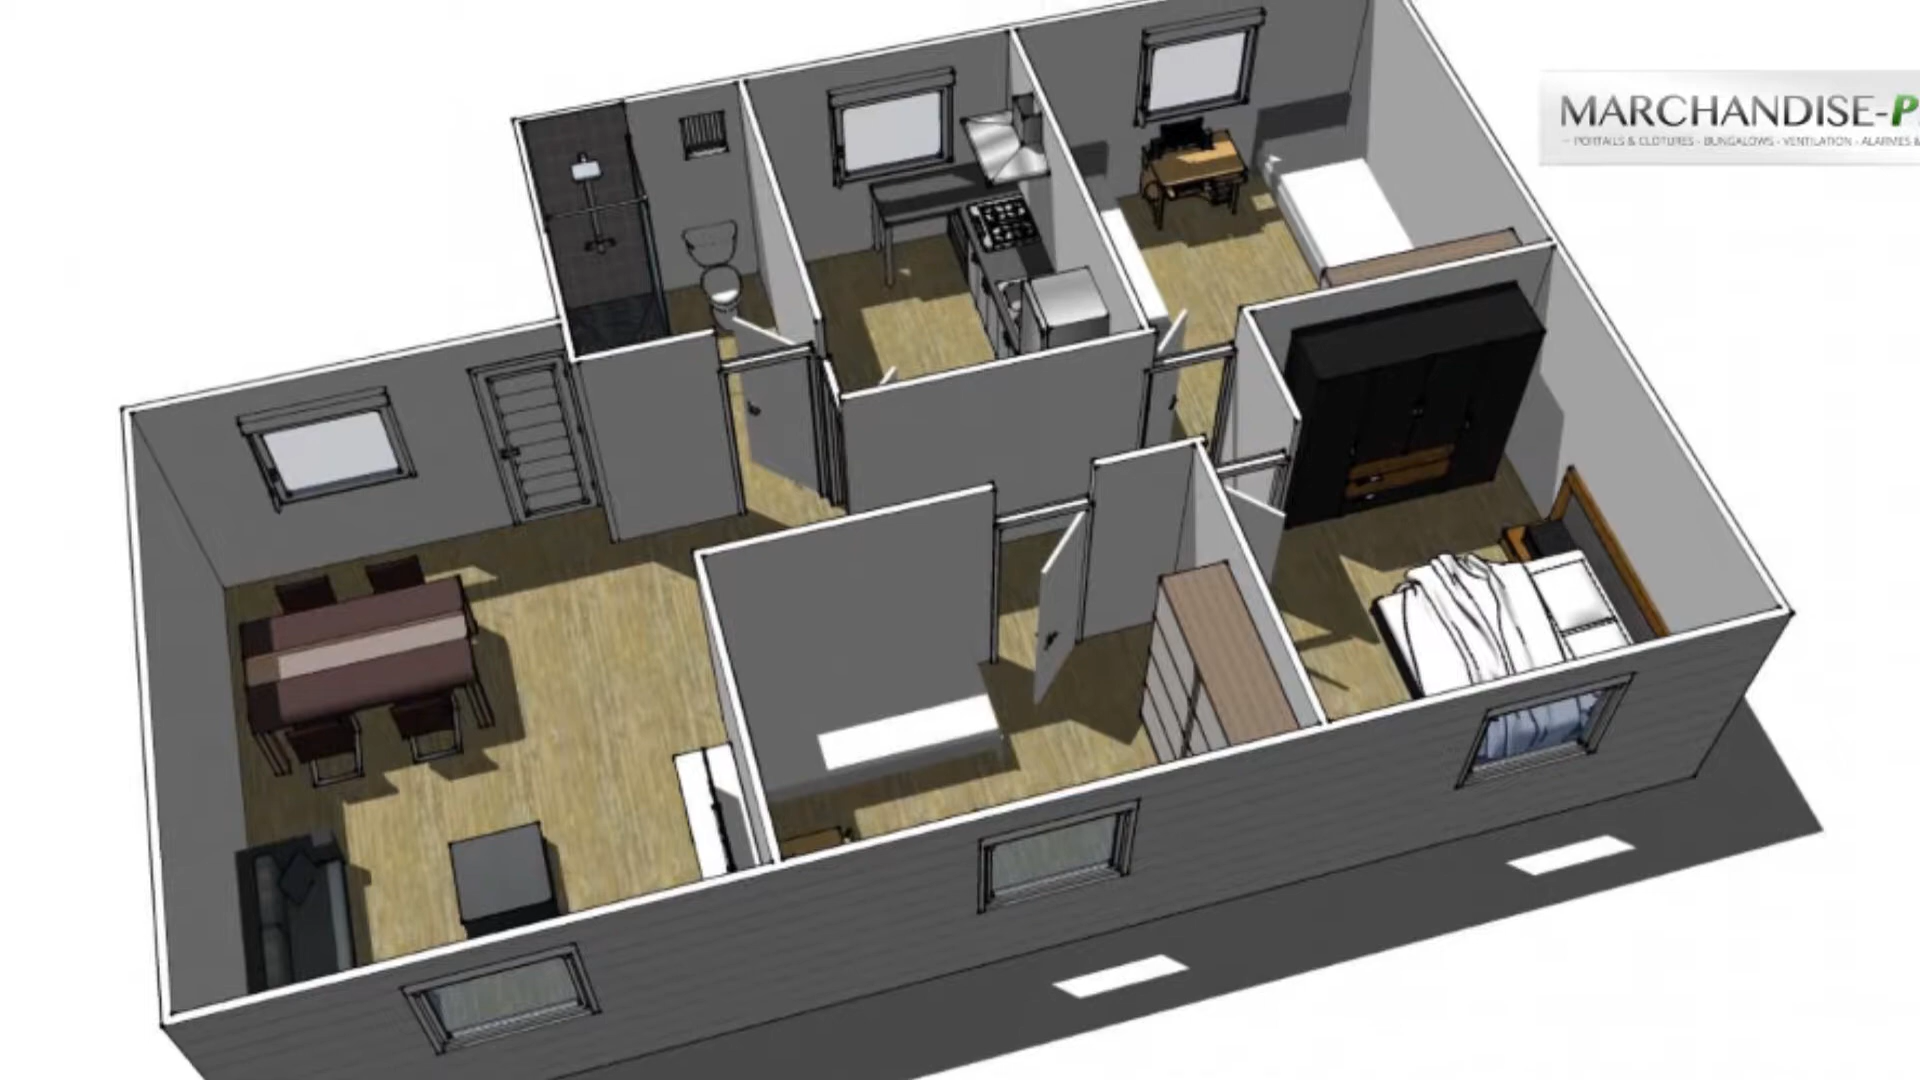 MARCHANDISE-P
- PORTAILS & CLÔTURES - BUNGALOWS - VENTILATION - ALARMES &